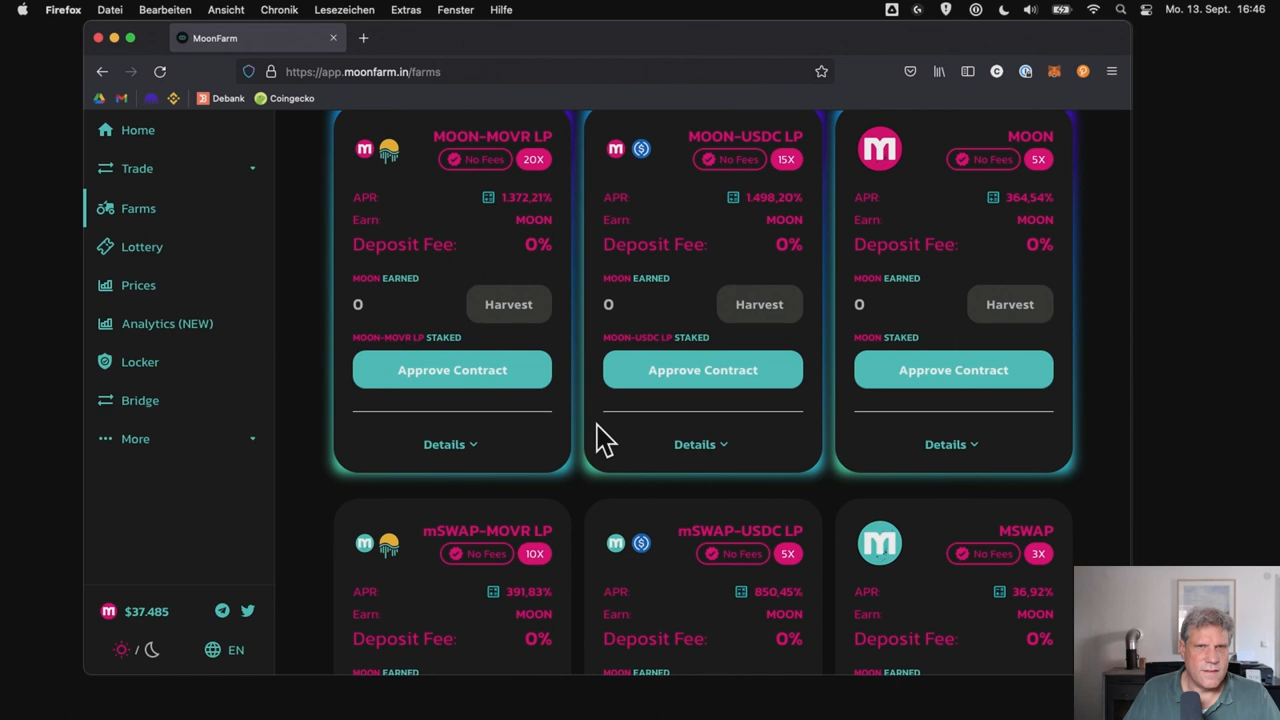 Firefox Datei Bearbeiten Ansicht Chronik Lesezeichen Extras Fenster Hilfe Mo. 13. Sept. 16:46
MoonFarm
https://app.moonfarm.in/farms
Debank Coingecko
Home
Trade
Farms
Lottery
Prices
Analytics (NEW)
Locker
Bridge
More
$37.485
/
EN
MOON-MOVR LP
No Fees 20X
APR: 1.372,21%
Earn: MOON
Deposit Fee: 0%
MOON EARNED
0 Harvest
MOON-MOVR LP STAKED
Approve Contract
Details
MOON-USDC LP
No Fees 15X
APR: 1.498,20%
Earn: MOON
Deposit Fee: 0%
MOON EARNED
0 Harvest
MOON-USDC LP STAKED
Approve Contract
Details
MOON
No Fees 5X
APR: 364,54%
Earn: MOON
Deposit Fee: 0%
MOON EARNED
0 Harvest
MOON STAKED
Approve Contract
Details
mSWAP-MOVR LP
No Fees 10X
APR: 391,83%
Earn: MOON
Deposit Fee: 0%
MOON EARNED
mSWAP-USDC LP
No Fees 5X
APR: 850,45%
Earn: MOON
Deposit Fee: 0%
MOON EARNED
MSWAP
No Fees 3X
APR: 36,92%
Earn: MOON
Deposit Fee: 0%
MOON EARNED